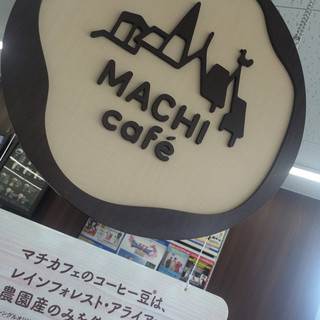 MACHI
café
マチカフェのコーヒー豆は、
レインフォレスト・アライア
農園産のみを